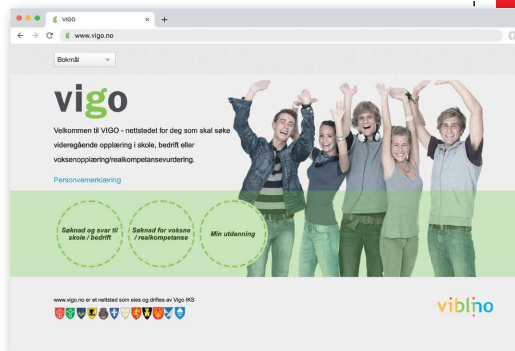 VIGO
www.vigo.no
Bokmål
vigo
Velkommen til VIGO - nettstedet for deg som skal søke
videregående opplæring i skole, bedrift eller
voksenopplæring/realkompetansevurdering.
Personvernerklæring
Søknad og svar til
skole / bedrift
Søknad for voksne
/ realkompetanse
Min utdanning
www.vigo.no er et nettsted som eies og driftes av Vigo IKS
viblno